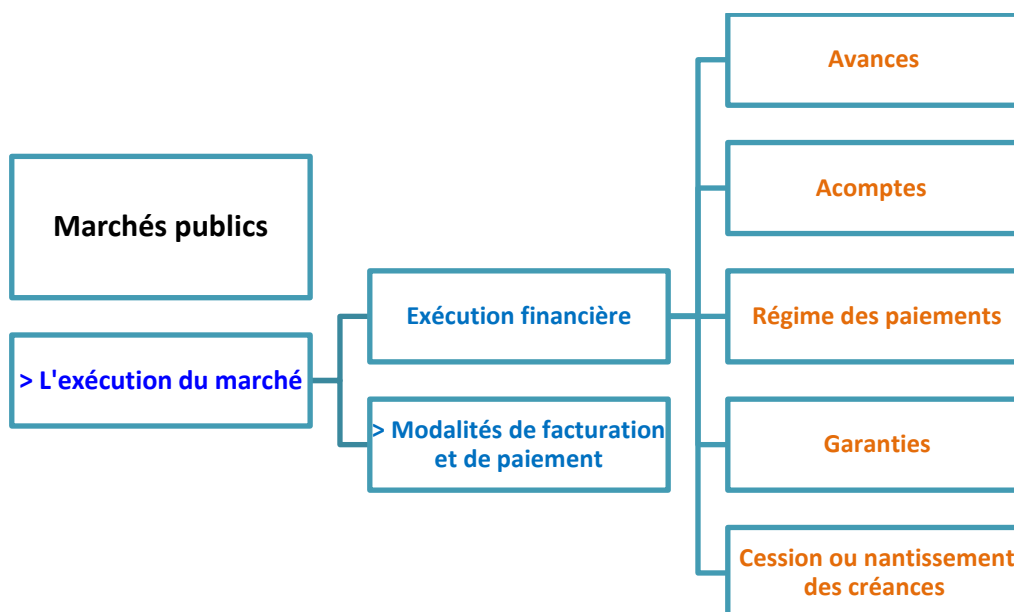 Marchés publics
> L'exécution du marché
Exécution financière
> Modalités de facturation
et de paiement
Avances
Acomptes
Régime des paiements
Garanties
Cession ou nantissement
des créances